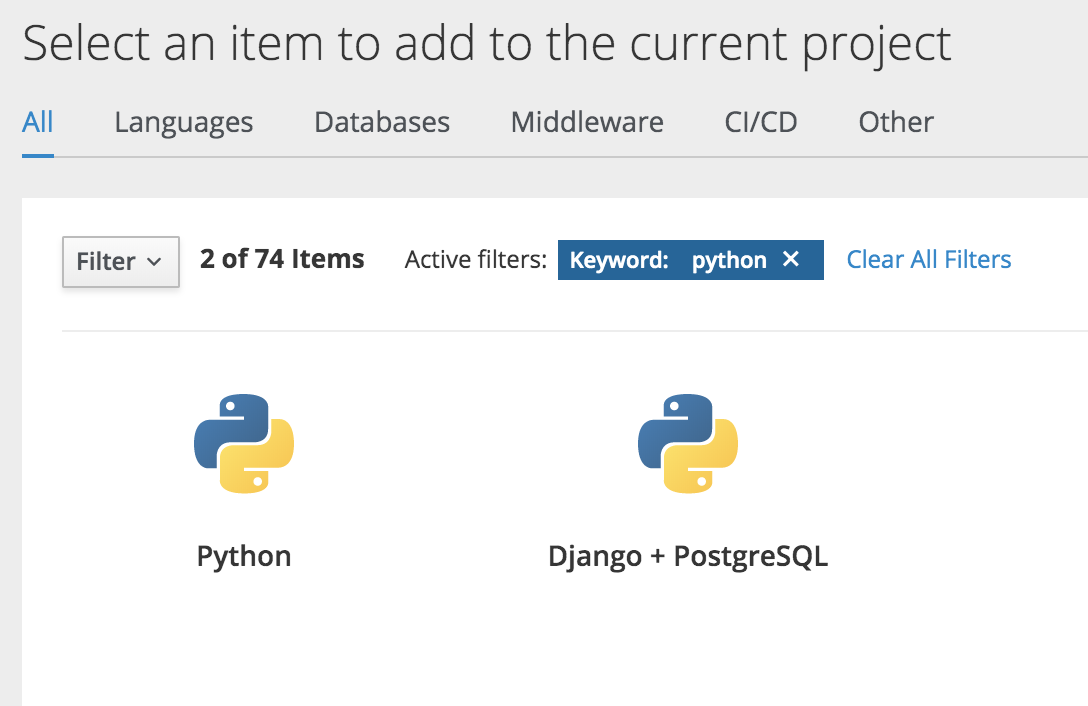 Select an item to add to the current project
All Languages Databases Middleware CI/CD Other
Filter 2 of 74 Items Active filters: Keyword: python × Clear All Filters
Python Django + PostgreSQL